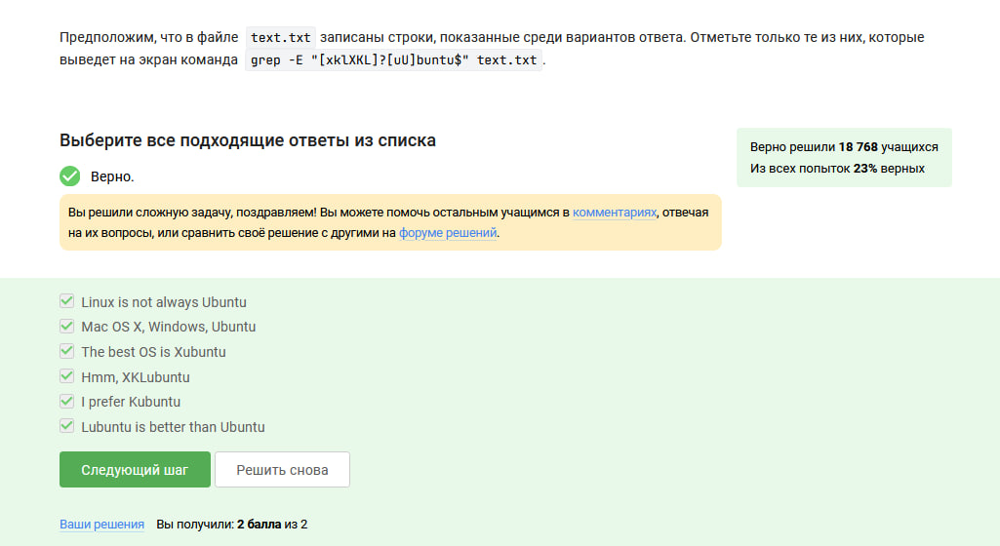 Предположим, что в файле text.txt записаны строки, показанные среди вариантов ответа. Отметьте только те из них, которые
выведет на экран команда grep -E "[xklXKL]?[uU]buntu$" text.txt.
Выберите все подходящие ответы из списка
Верно решили 18 768 учащихся
Из всех попыток 23% верных
Верно.
Вы решили сложную задачу, поздравляем! Вы можете помочь остальным учащимся в комментариях, отвечая
на их вопросы, или сравнить своё решение с другими на форуме решений.
Linux is not always Ubuntu
Mac OS X, Windows, Ubuntu
The best OS is Xubuntu
Hmm, XKLubuntu
I prefer Kubuntu
Lubuntu is better than Ubuntu
Следующий шаг
Решить снова
Ваши решения Вы получили: 2 балла из 2